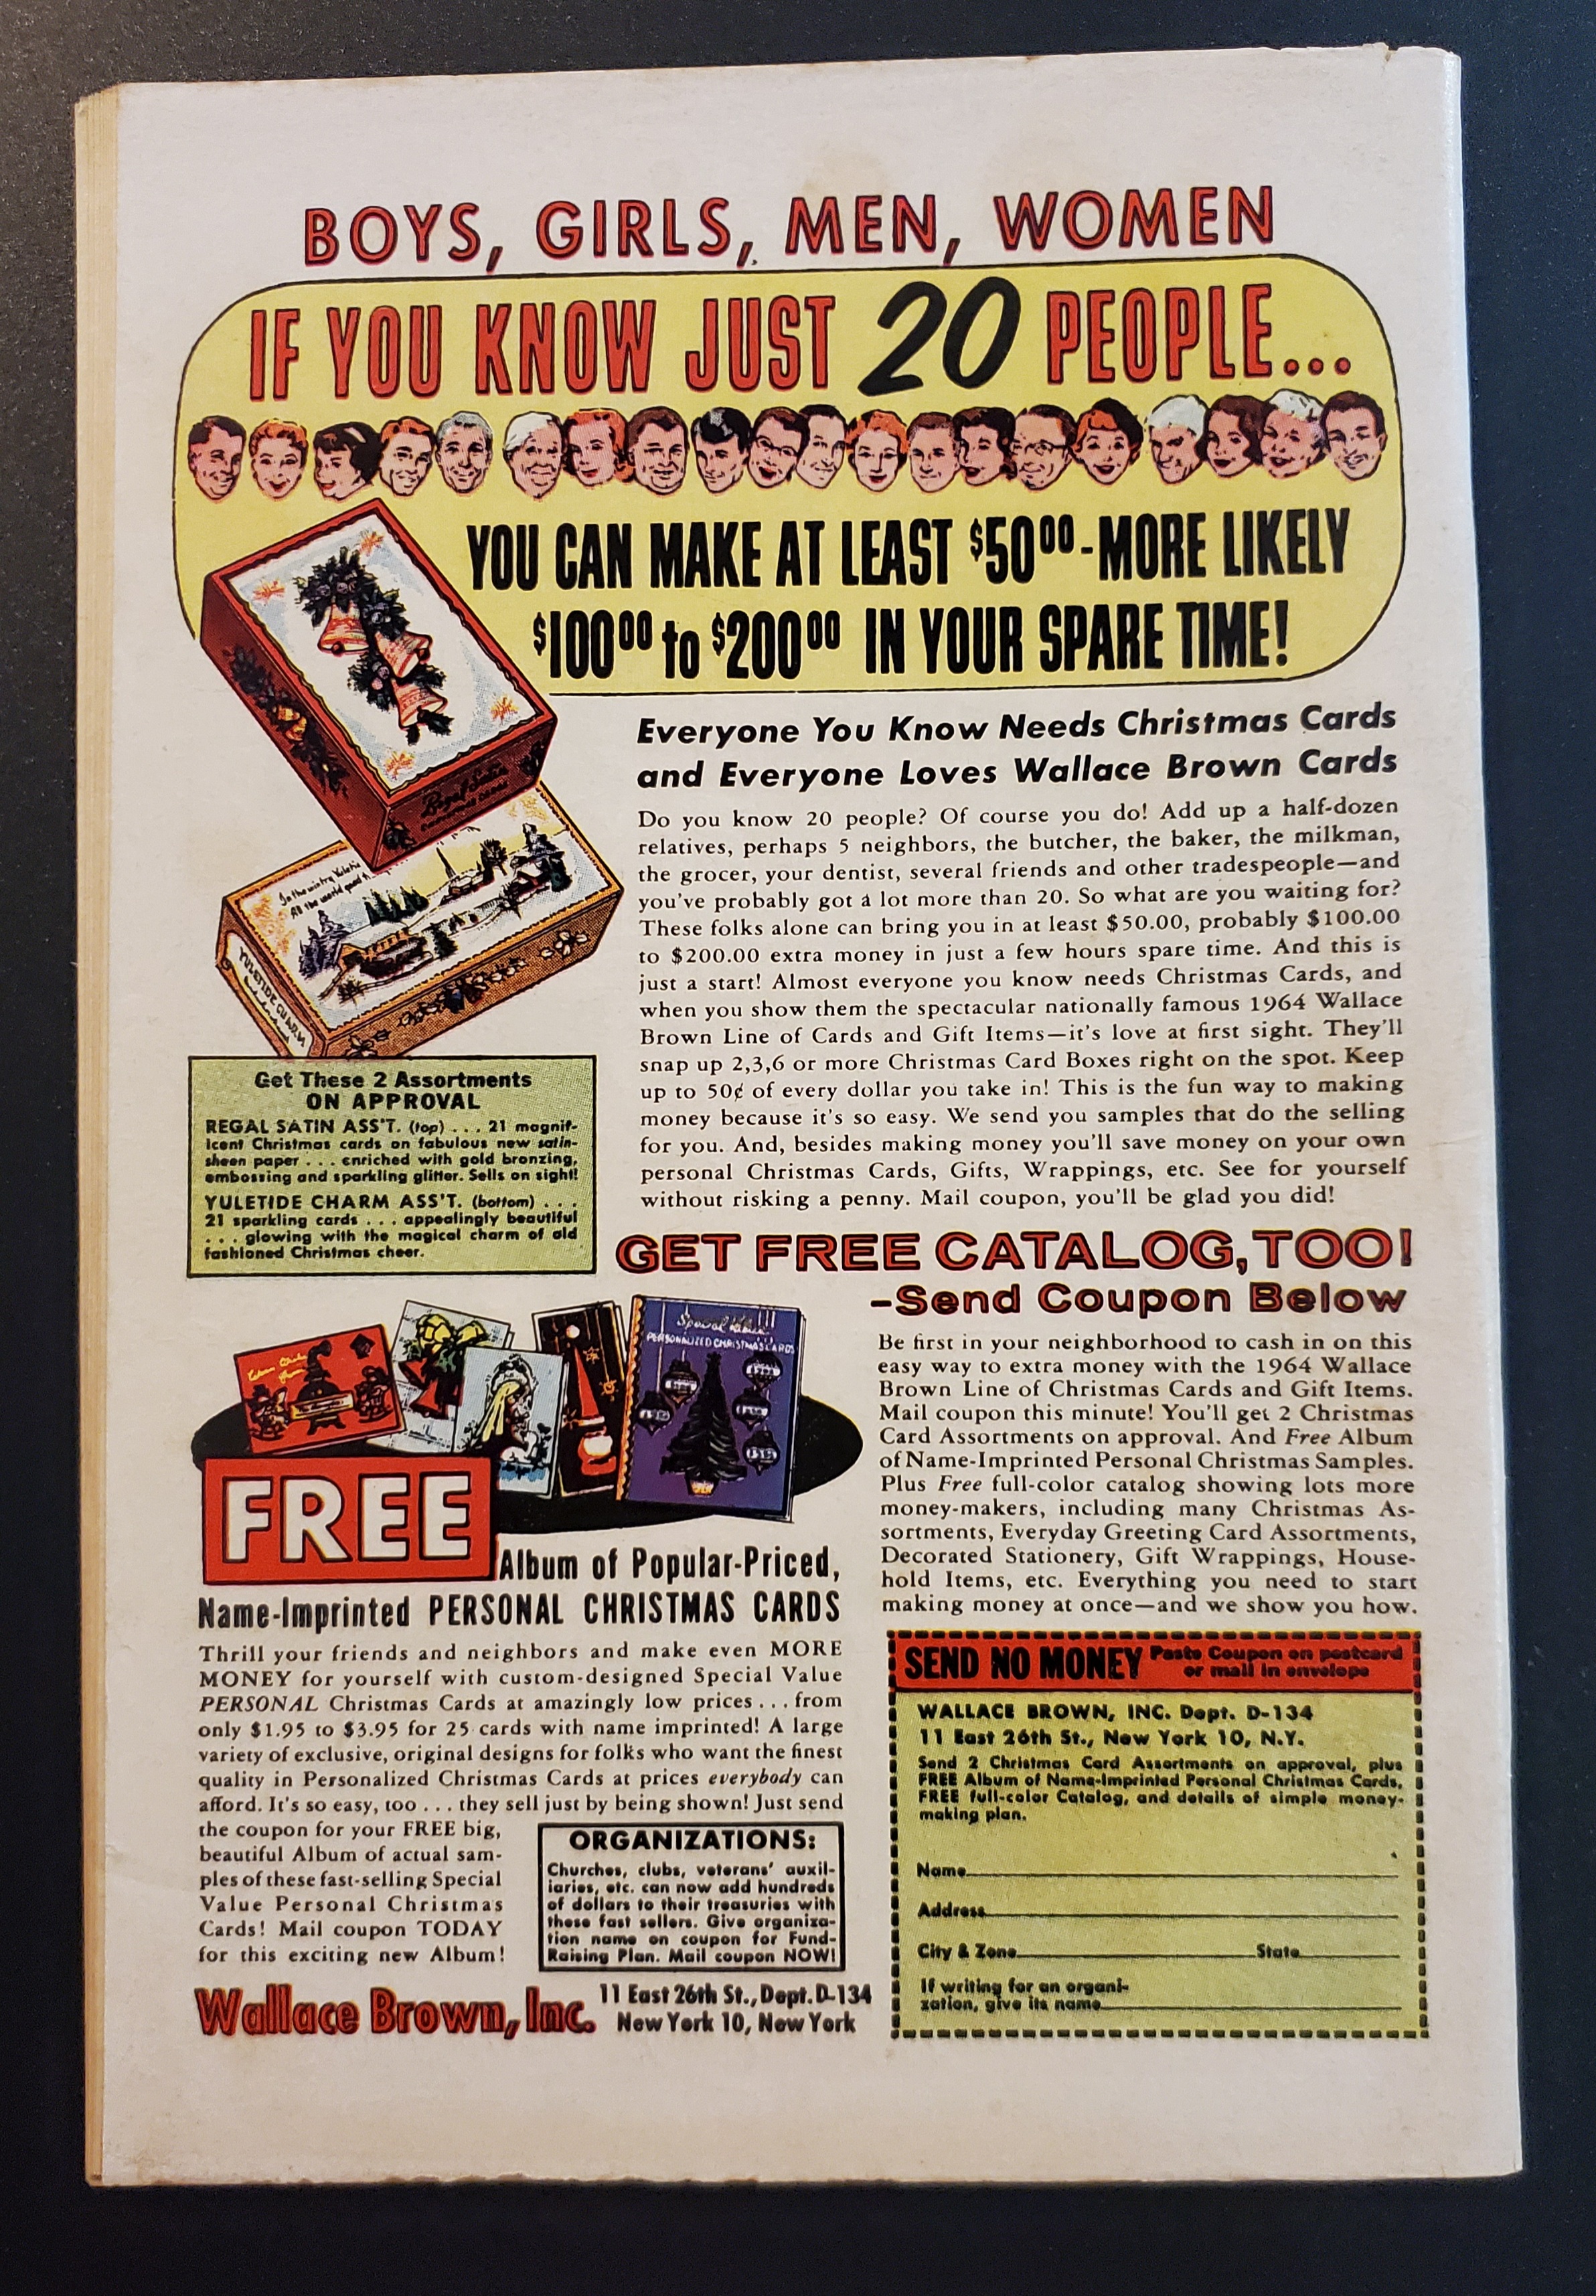 BOYS, GIRLS, MEN, WOMEN
IF YOU KNOW JUST 20 PEOPLE...
YOU CAN MAKE AT LEAST $50⁰⁰-MORE LIKELY
$100⁰⁰ to $200⁰⁰ IN YOUR SPARE TIME!
Regal Satin
In the wintry Yuletide
All the world
YULETIDE CHARM
Everyone You Know Needs Christmas Cards
and Everyone Loves Wallace Brown Cards
Do you know 20 people? Of course you do! Add up a half-dozen
relatives, perhaps 5 neighbors, the butcher, the baker, the milkman,
the grocer, your dentist, several friends and other tradespeople—and
you've probably got a lot more than 20. So what are you waiting for?
These folks alone can bring you in at least $50.00, probably $100.00
to $200.00 extra money in just a few hours spare time. And this is
just a start! Almost everyone you know needs Christmas Cards, and
when you show them the spectacular nationally famous 1964 Wallace
Brown Line of Cards and Gift Items—it's love at first sight. They'll
snap up 2,3,6 or more Christmas Card Boxes right on the spot. Keep
up to 50¢ of every dollar you take in! This is the fun way to making
money because it's so easy. We send you samples that do the selling
for you. And, besides making money you'll save money on your own
personal Christmas Cards, Gifts, Wrappings, etc. See for yourself
without risking a penny. Mail coupon, you'll be glad you did!
Get These 2 Assortments
ON APPROVAL
REGAL SATIN ASS'T. (top) . . . 21 magnif-
icent Christmas cards on fabulous new satin-
sheen paper . . . enriched with gold bronzing,
embossing and sparkling glitter. Sells on sight!
YULETIDE CHARM ASS'T. (bottom) . . .
21 sparkling cards . . . appealingly beautiful
. . . glowing with the magical charm of old
fashioned Christmas cheer.
GET FREE CATALOG, TOO!
-Send Coupon Below
Be first in your neighborhood to cash in on this
easy way to extra money with the 1964 Wallace
Brown Line of Christmas Cards and Gift Items.
Mail coupon this minute! You'll get 2 Christmas
Card Assortments on approval. And Free Album
of Name-Imprinted Personal Christmas Samples.
Plus Free full-color catalog showing lots more
money-makers, including many Christmas As-
sortments, Everyday Greeting Card Assortments,
Decorated Stationery, Gift Wrappings, House-
hold Items, etc. Everything you need to start
making money at once—and we show you how.
Special Value
PERSONALIZED CHRISTMAS CARDS
FREE
Album of Popular-Priced,
Name-Imprinted PERSONAL CHRISTMAS CARDS
Thrill your friends and neighbors and make even MORE
MONEY for yourself with custom-designed Special Value
PERSONAL Christmas Cards at amazingly low prices . . . from
only $1.95 to $3.95 for 25 cards with name imprinted! A large
variety of exclusive, original designs for folks who want the finest
quality in Personalized Christmas Cards at prices everybody can
afford. It's so easy, too . . . they sell just by being shown! Just send
the coupon for your FREE big,
beautiful Album of actual sam-
ples of these fast-selling Special
Value Personal Christmas
Cards! Mail coupon TODAY
for this exciting new Album!
ORGANIZATIONS:
Churches, clubs, veterans' auxil-
iaries, etc. can now add hundreds
of dollars to their treasuries with
these fast sellers. Give organiza-
tion name on coupon for Fund-
Raising Plan. Mail coupon NOW!
Wallace Brown, Inc.
11 East 26th St., Dept. D-134
New York 10, New York
SEND NO MONEY Paste Coupon on postcard
or mail in envelope
WALLACE BROWN, INC. Dept. D-134
11 East 26th St., New York 10, N.Y.
Send 2 Christmas Card Assortments on approval, plus
FREE Album of Name-Imprinted Personal Christmas Cards,
FREE full-color Catalog, and details of simple money-
making plan.
Name
Address
City & Zone State
If writing for an organi-
zation, give its name